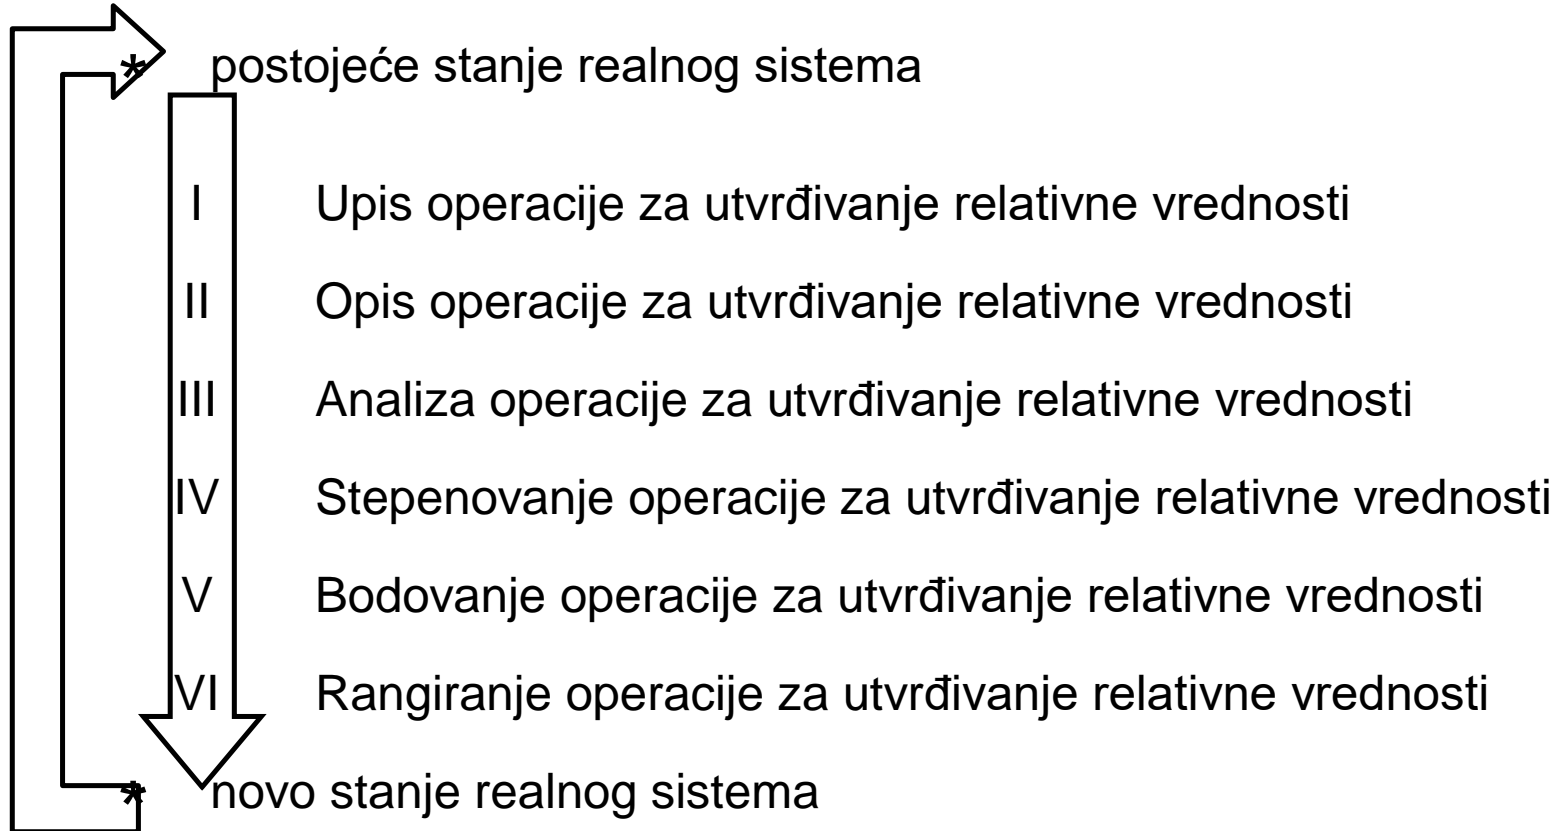 * postojeće stanje realnog sistema
I Upis operacije za utvrđivanje relativne vrednosti
II Opis operacije za utvrđivanje relativne vrednosti
III Analiza operacije za utvrđivanje relativne vrednosti
IV Stepenovanje operacije za utvrđivanje relativne vrednosti
V Bodovanje operacije za utvrđivanje relativne vrednosti
VI Rangiranje operacije za utvrđivanje relativne vrednosti
* novo stanje realnog sistema